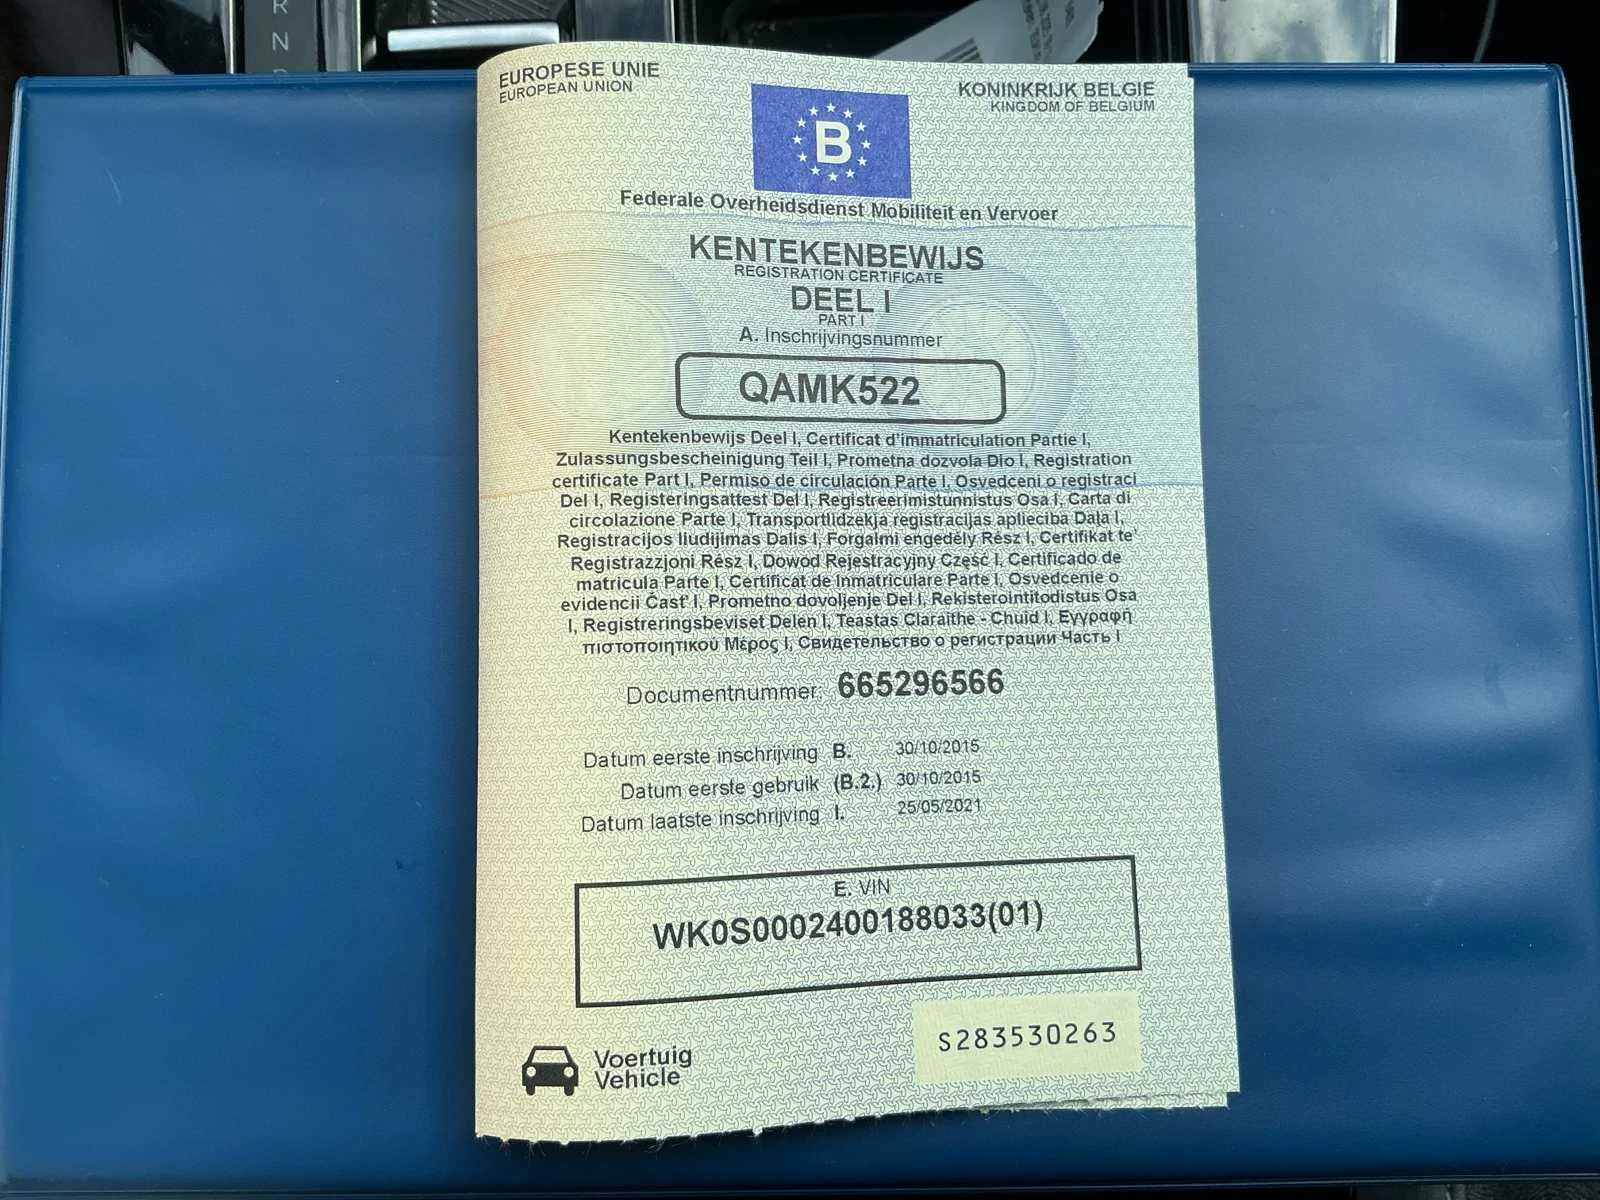 R
N
EUROPESE UNIE
EUROPEAN UNION
KONINKRIJK BELGIE
KINGDOM OF BELGIUM
B
Federale Overheidsdienst Mobiliteit en Vervoer
KENTEKENBEWIJS
REGISTRATION CERTIFICATE
DEEL I
PART I
A. Inschrijvingsnummer
QAMK522
Kentekenbewijs Deel I, Certificat d'immatriculation Partie I,
Zulassungsbescheinigung Teil I, Prometna dozvola Dio I, Registration
certificate Part I, Permiso de circulación Parte I, Osvedceni o registraci
Del I, Registeringsattest Del I, Registreerimistunnistus Osa I, Carta di
circolazione Parte I, Transportlidzekja registracijas aplieciba Daļa I,
Registracijos liudijimas Dalis I, Forgalmi engedély Rész I, Certifikat te'
Registrazzjoni Rész I, Dowod Rejestracyjny Część I, Certificado de
matricula Parte I, Certificat de Inmatriculare Parte I, Osvedcenie o
evidencii Časť I, Prometno dovoljenje Del I, Rekisterointitodistus Osa
I, Registreringsbeviset Delen I, Teastas Claraithe - Chuid I, Εγγραφή
πιστοποιητικού Μέρος I, Свидетельство о регистрации Часть I
Documentnummer: 665296566
Datum eerste inschrijving B. 30/10/2015
Datum eerste gebruik (B.2.) 30/10/2015
Datum laatste inschrijving I. 25/05/2021
E. VIN
WK0S0002400188033(01)
S283530263
Voertuig
Vehicle